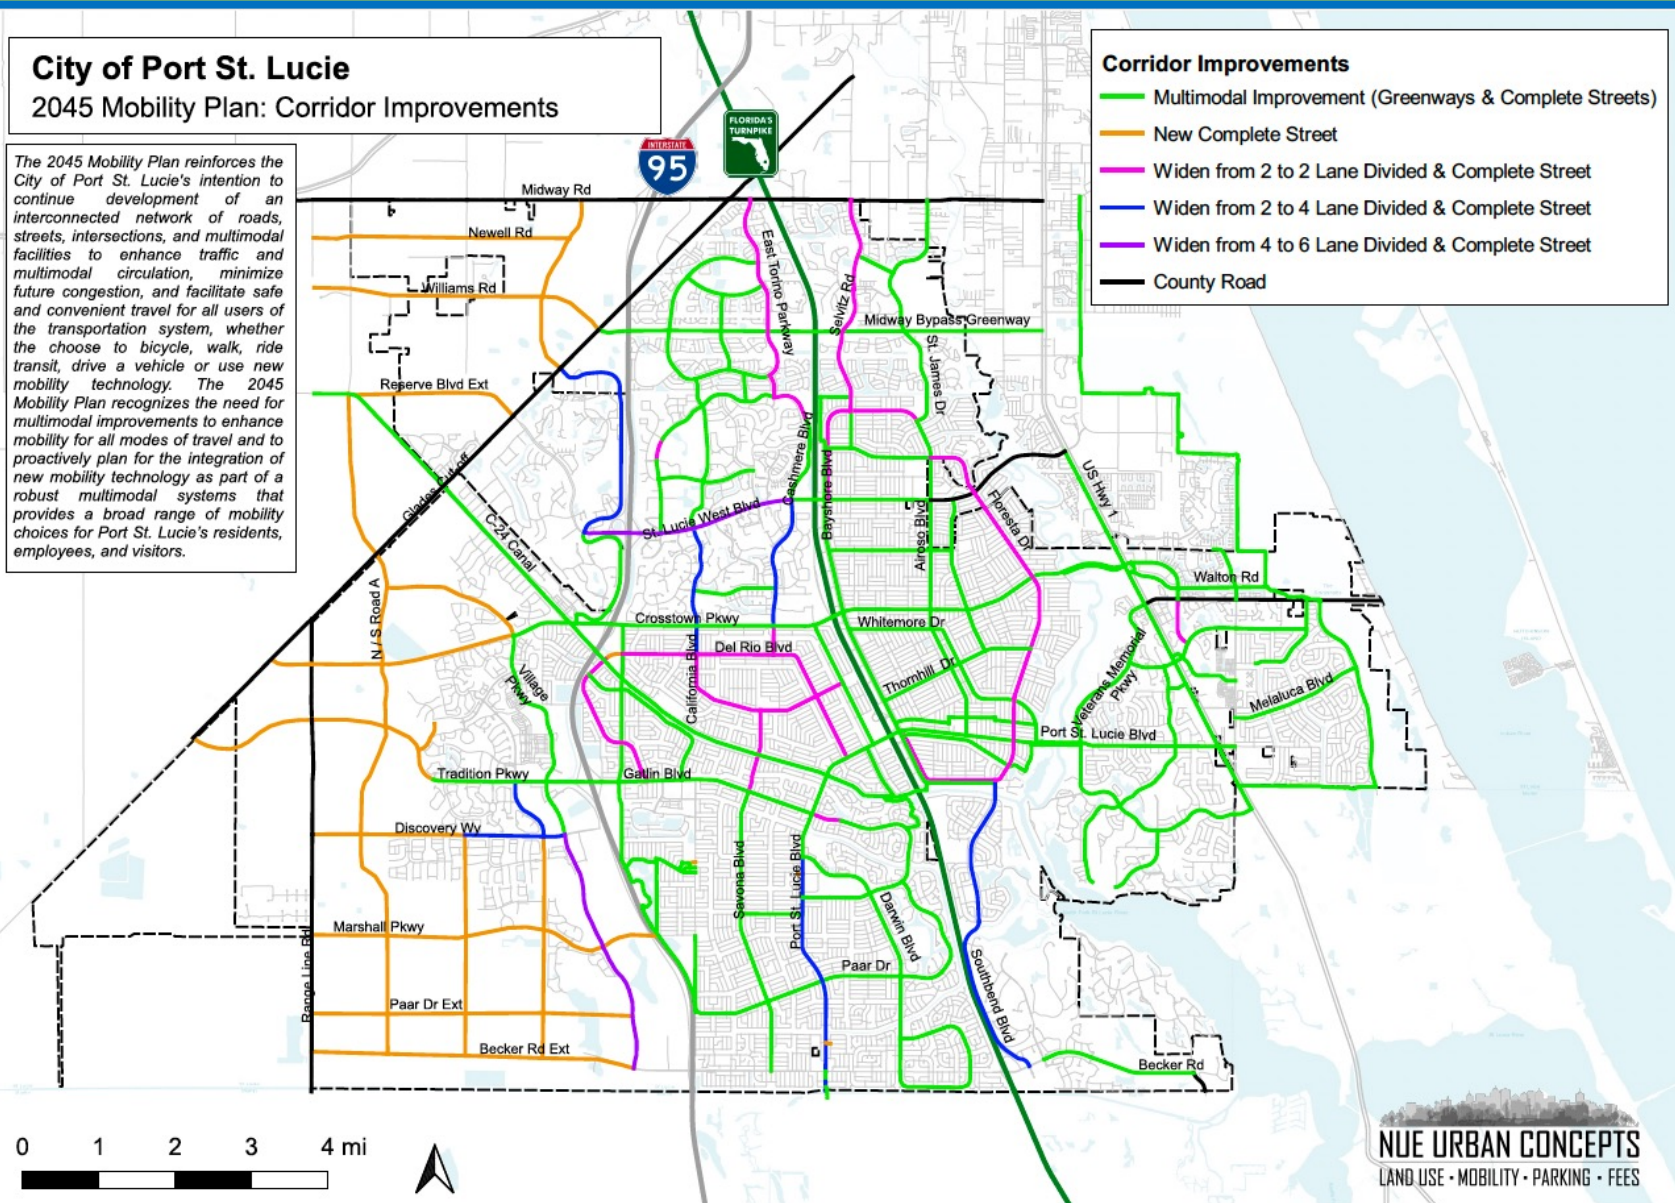 City of Port St. Lucie
2045 Mobility Plan: Corridor Improvements
The 2045 Mobility Plan reinforces the
City of Port St. Lucie's intention to
continue development of an
interconnected network of roads,
streets, intersections, and multimodal
facilities to enhance traffic and
multimodal circulation, minimize
future congestion, and facilitate safe
and convenient travel for all users of
the transportation system, whether
the choose to bicycle, walk, ride
transit, drive a vehicle or use new
mobility technology. The 2045
Mobility Plan recognizes the need for
multimodal improvements to enhance
mobility for all modes of travel and to
proactively plan for the integration of
new mobility technology as part of a
robust multimodal systems that
provides a broad range of mobility
choices for Port St. Lucie's residents,
employees, and visitors.
Corridor Improvements
Multimodal Improvement (Greenways & Complete Streets)
New Complete Street
Widen from 2 to 2 Lane Divided & Complete Street
Widen from 2 to 4 Lane Divided & Complete Street
Widen from 4 to 6 Lane Divided & Complete Street
County Road
FLORIDA'S
TURNPIKE
INTERSTATE
95
Midway Rd
Newell Rd
Williams Rd
East Torino Parkway
Selvitz Rd
Midway Bypass Greenway
St. James Dr
Reserve Blvd Ext
Glades Cut off
C-24 Canal
St. Lucie West Blvd
Cashmere Blvd
Bayshore Blvd
Airoso Blvd
Floresta Dr
US Hwy 1
Walton Rd
N / S Road A
Crosstown Pkwy
Whitemore Dr
California Blvd
Del Rio Blvd
Thornhill Dr
Village
Pkwy
Veterans Memorial
Pkwy
Melaluca Blvd
Port St. Lucie Blvd
Tradition Pkwy
Gatlin Blvd
Discovery Wy
Savona Blvd
Port St. Lucie Blvd
Darwin Blvd
Marshall Pkwy
Range Line Rd
Paar Dr
Southbend Blvd
Paar Dr Ext
Becker Rd Ext
Becker Rd
0 1 2 3 4 mi
NUE URBAN CONCEPTS
LAND USE • MOBILITY • PARKING • FEES